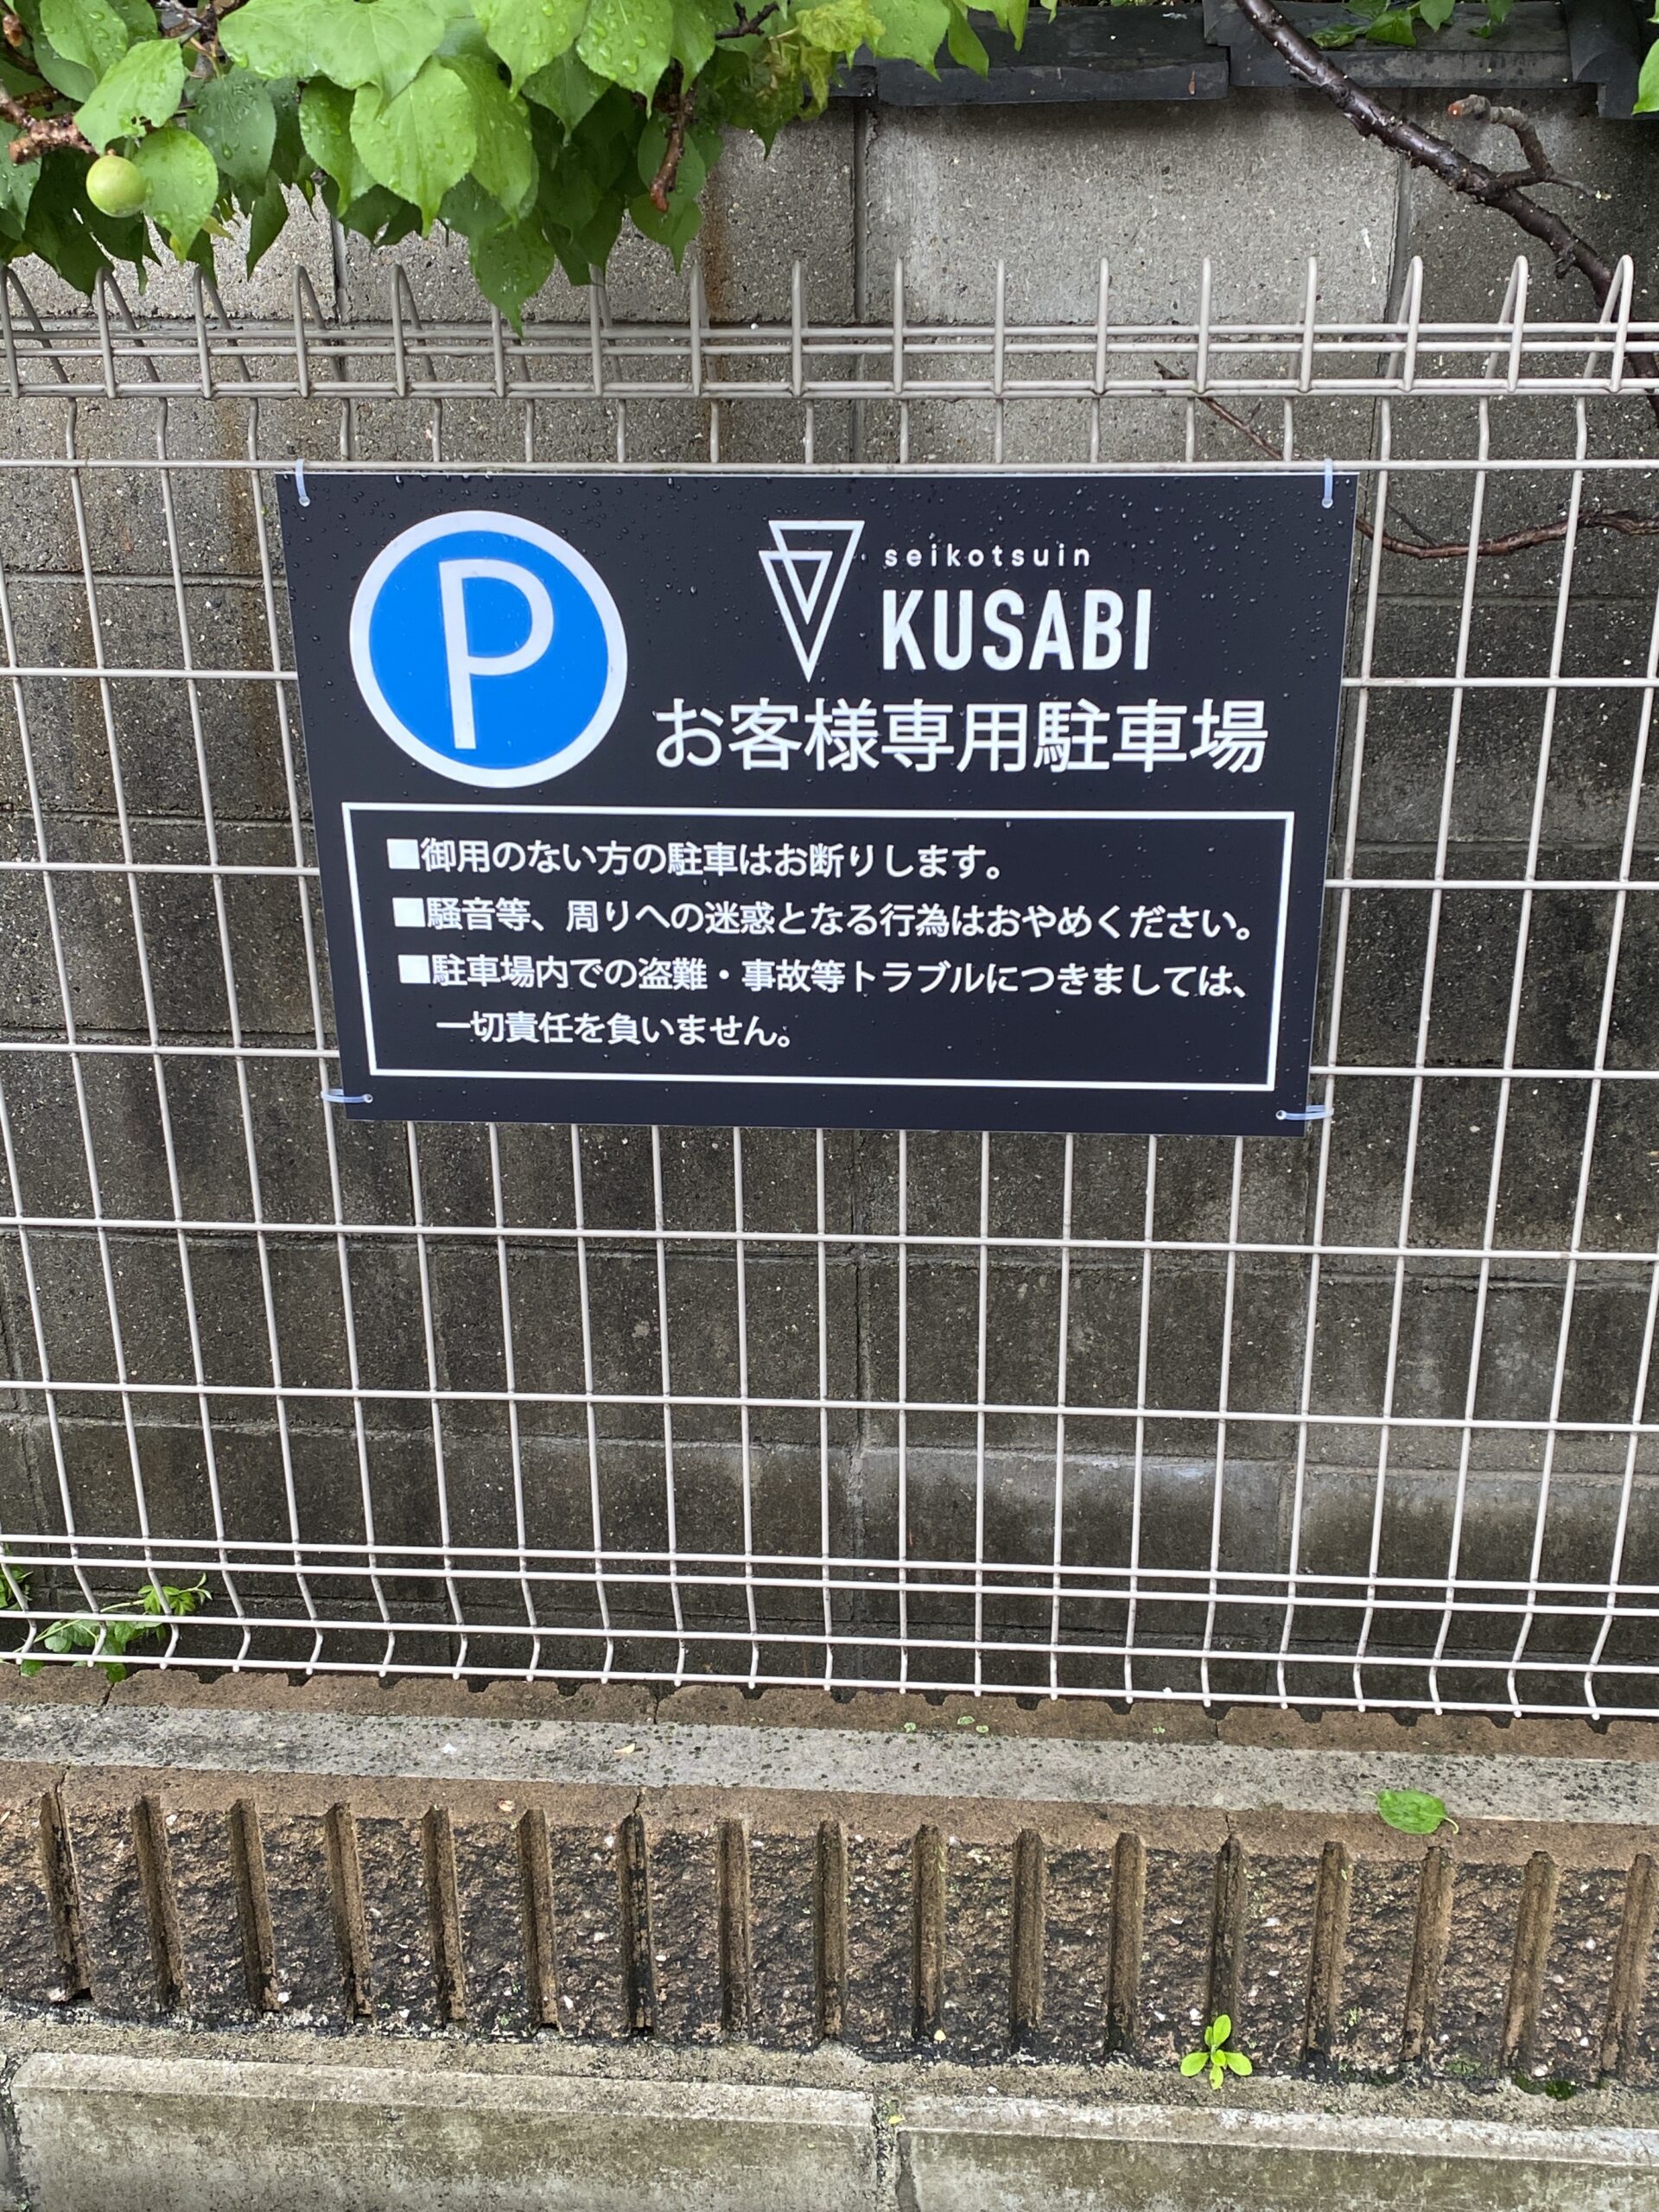 P
seikotsuin
KUSABI
お客様専用駐車場
■御用のない方の駐車はお断りします。
■騒音等、周りへの迷惑となる行為はおやめください。
■駐車場内での盗難・事故等トラブルにつきましては、
一切責任を負いません。